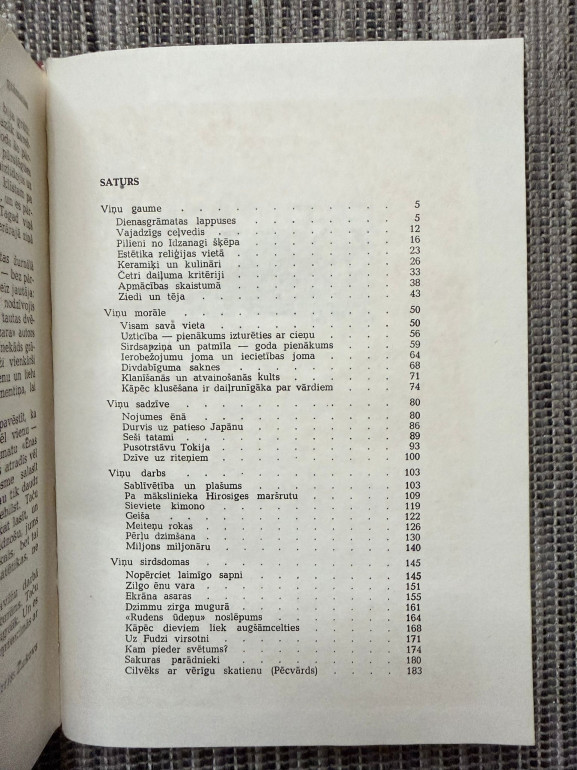 SATURS
Viņu gaume . . . . . . . . . . . 5
Dienasgrāmatas lappuses . . . . . . . 5
Vajadzīgs ceļvedis . . . . . . . . . 12
Pilieni no Idzanagi šķēpa . . . . . . . 16
Estētika reliģijas vietā . . . . . . . 23
Keramiķi un kulināri . . . . . . . . 26
Četri daiļuma kritēriji . . . . . . . 33
Apmācības skaistumā . . . . . . . . 38
Ziedi un tēja . . . . . . . . . . 43
Viņu morāle . . . . . . . . . . . 50
Visam savā vieta . . . . . . . . . 50
Uzticība — pienākums izturēties ar cieņu . . . 56
Sirdsapziņa un patmīla — goda pienākums . . . 59
Ierobežojumu joma un iecietības joma . . . . 64
Divdabīguma saknes . . . . . . . . 68
Klanīšanās un atvainošanās kults . . . . . 71
Kāpēc klusēšana ir daiļrunīgāka par vārdiem . . 74
Viņu sadzīve . . . . . . . . . . . 80
Nojumes ēnā . . . . . . . . . . 80
Durvis uz patieso Japānu . . . . . . . 86
Seši tatami . . . . . . . . . . . 89
Pusotrstāvu Tokija . . . . . . . . . 93
Dzīve uz riteņiem . . . . . . . . . 100
Viņu darbs . . . . . . . . . . . 103
Sablīvētība un plašums . . . . . . . 103
Pa mākslinieka Hirosiges maršrutu . . . . . 109
Sieviete kimono . . . . . . . . . 119
Geiša . . . . . . . . . . . . 122
Meiteņu rokas . . . . . . . . . . 126
Pērļu dzimšana . . . . . . . . . 130
Miljons miljonāru . . . . . . . . . 140
Viņu sirdsdomas . . . . . . . . . . 145
Nopērciet laimīgo sapni . . . . . . . 145
Zilgo ēnu vara . . . . . . . . . . 151
Ekrāna asaras . . . . . . . . . . 155
Dzimmu zirga mugurā . . . . . . . . 161
«Rudens ūdeņu» noslēpums . . . . . . 164
Kāpēc dieviem liek augšāmcelties . . . . . 168
Uz Fudzi virsotni . . . . . . . . . 171
Kam pieder svētums? . . . . . . . . 174
Sakuras parādnieki . . . . . . . . . 180
Cilvēks ar vērīgu skatienu (Pēcvārds) . . . . 183